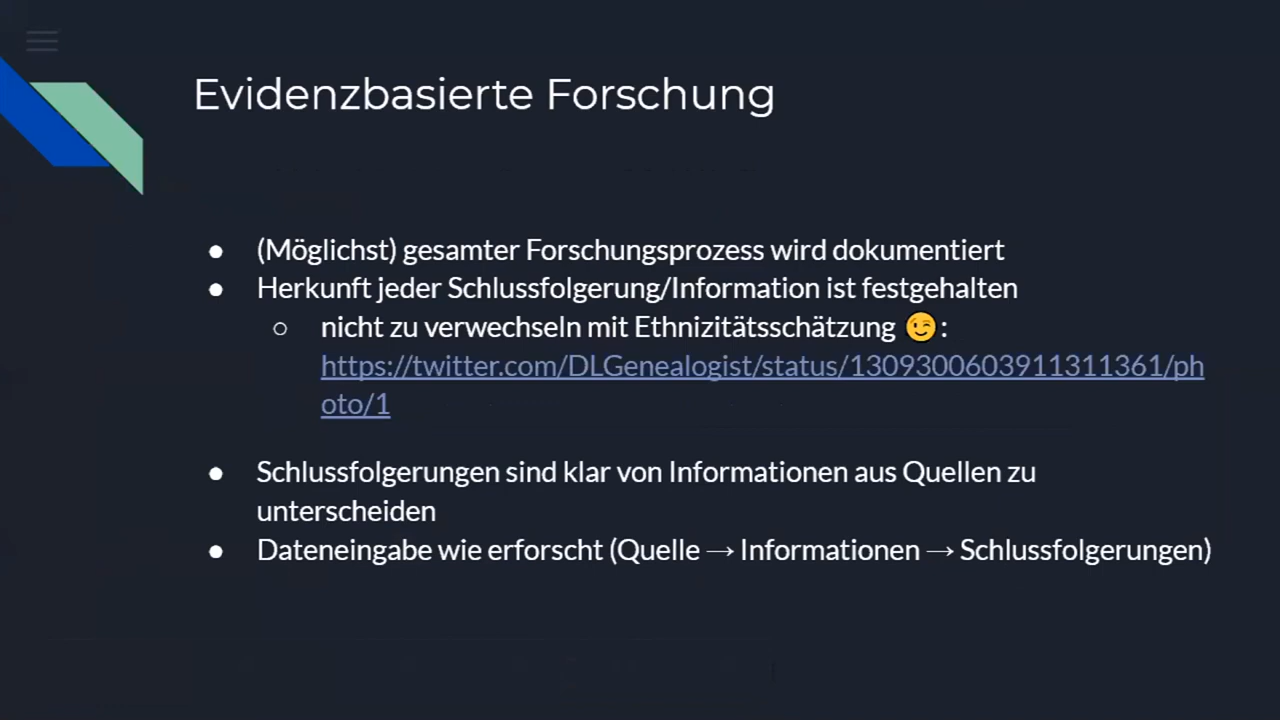 Evidenzbasierte Forschung
● (Möglichst) gesamter Forschungsprozess wird dokumentiert
● Herkunft jeder Schlussfolgerung/Information ist festgehalten
○ nicht zu verwechseln mit Ethnizitätsschätzung 😉:
https://twitter.com/DLGenealogist/status/1309300603911311361/ph
oto/1
● Schlussfolgerungen sind klar von Informationen aus Quellen zu
unterscheiden
● Dateneingabe wie erforscht (Quelle → Informationen → Schlussfolgerungen)